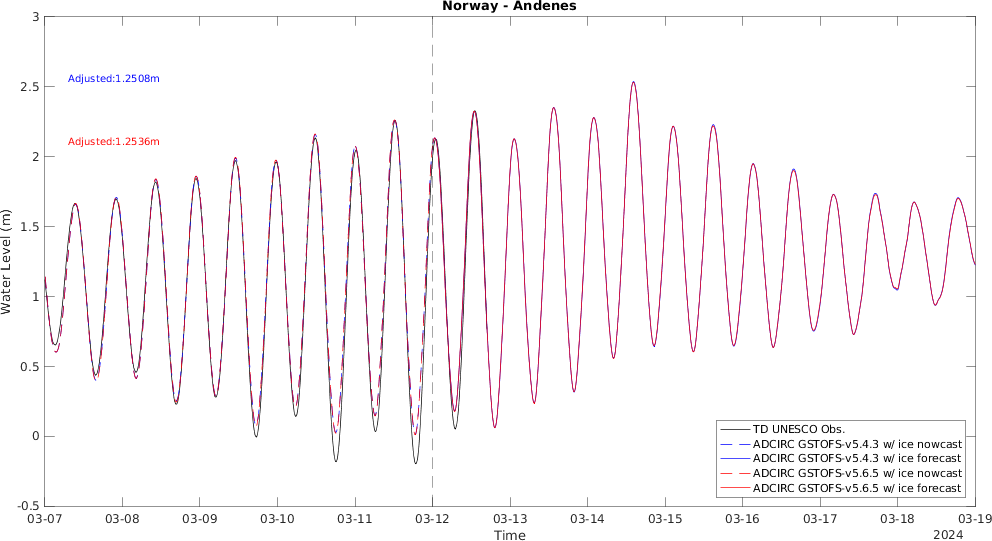 Norway - Andenes
3
2.5
2
1.5
1
0.5
0
-0.5
Water Level (m)
Adjusted:1.2508m
Adjusted:1.2536m
TD UNESCO Obs.
ADCIRC GSTOFS-v5.4.3 w/ ice nowcast
ADCIRC GSTOFS-v5.4.3 w/ ice forecast
ADCIRC GSTOFS-v5.6.5 w/ ice nowcast
ADCIRC GSTOFS-v5.6.5 w/ ice forecast
03-07 03-08 03-09 03-10 03-11 03-12 03-13 03-14 03-15 03-16 03-17 03-18 03-19
Time
2024